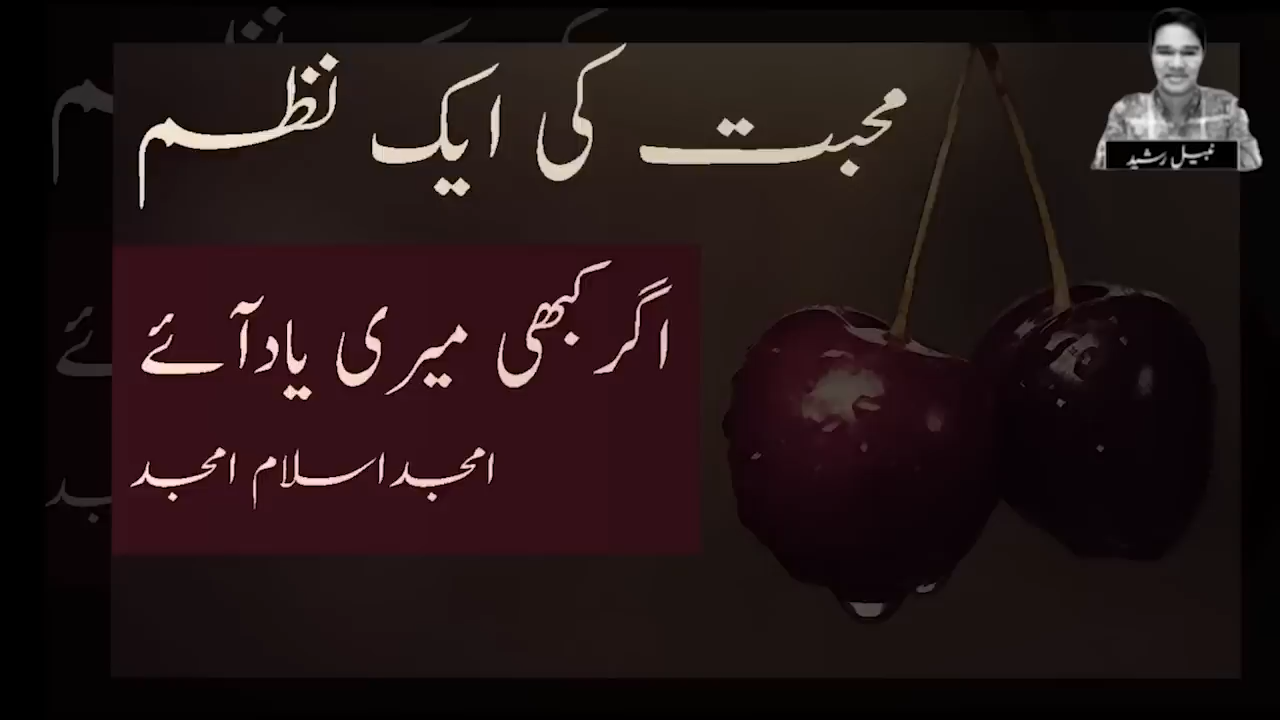 محبت کی ایک نظم
نبیل رشید
اگر کبھی میری یاد آئے
امجد اسلام امجد